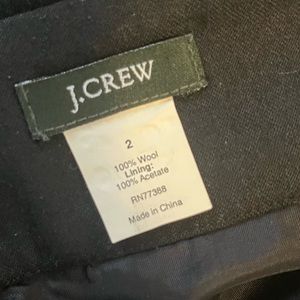 J.CREW
2
100% Wool
Lining:
100% Acetate
RN77388
Made in China